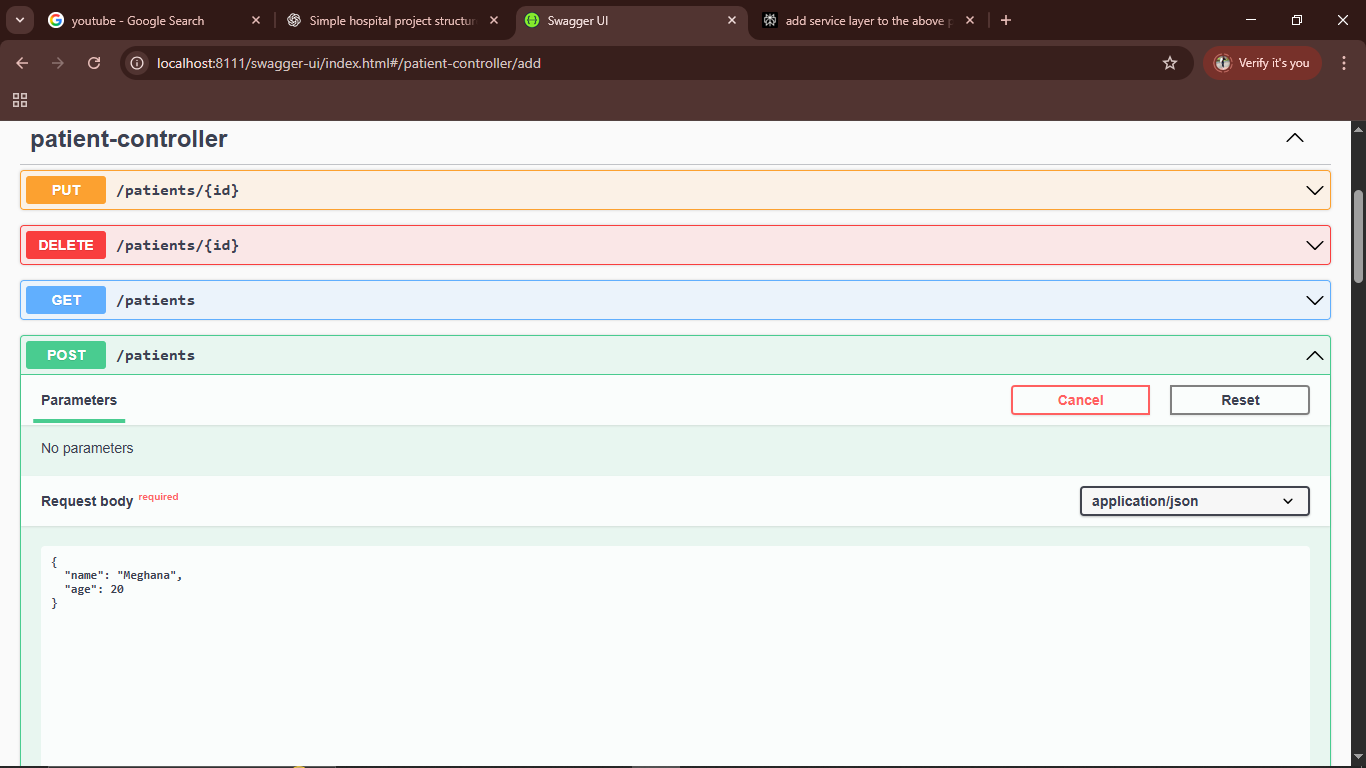 youtube - Google Search
Simple hospital project structur
Swagger UI
add service layer to the above p
localhost:8111/swagger-ui/index.html#/patient-controller/add
Verify it's you
patient-controller
PUT /patients/{id}
DELETE /patients/{id}
GET /patients
POST /patients
Parameters
Cancel
Reset
No parameters
Request body required
application/json
{
"name": "Meghana",
"age": 20
}